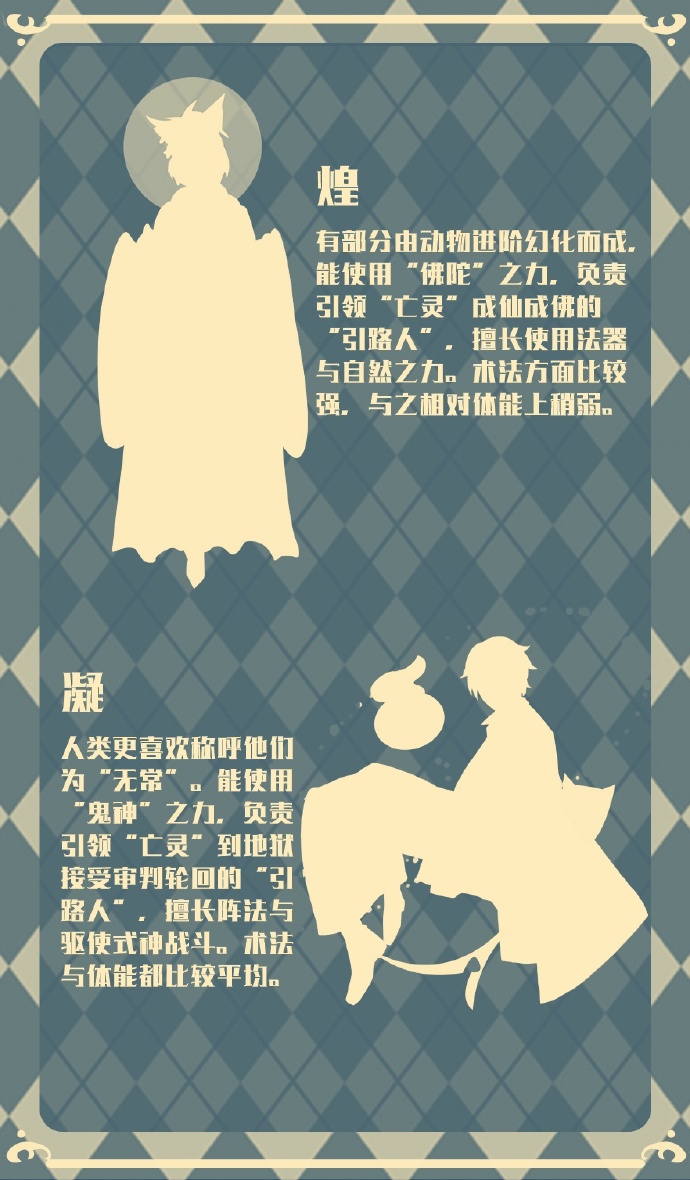 煌
有部分由动物进阶幻化而成，
能使用“佛陀”之力，负责
引领“亡灵”成仙成佛的
“引路人”，擅长使用法器
与自然之力。术法方面比较
强，与之相对体能上稍弱。
凝
人类更喜欢称呼他们
为“无常”。能使用
“鬼神”之力，负责
引领“亡灵”到地狱
接受审判轮回的“引
路人”，擅长阵法与
驱使式神战斗。术法
与体能都比较平均。